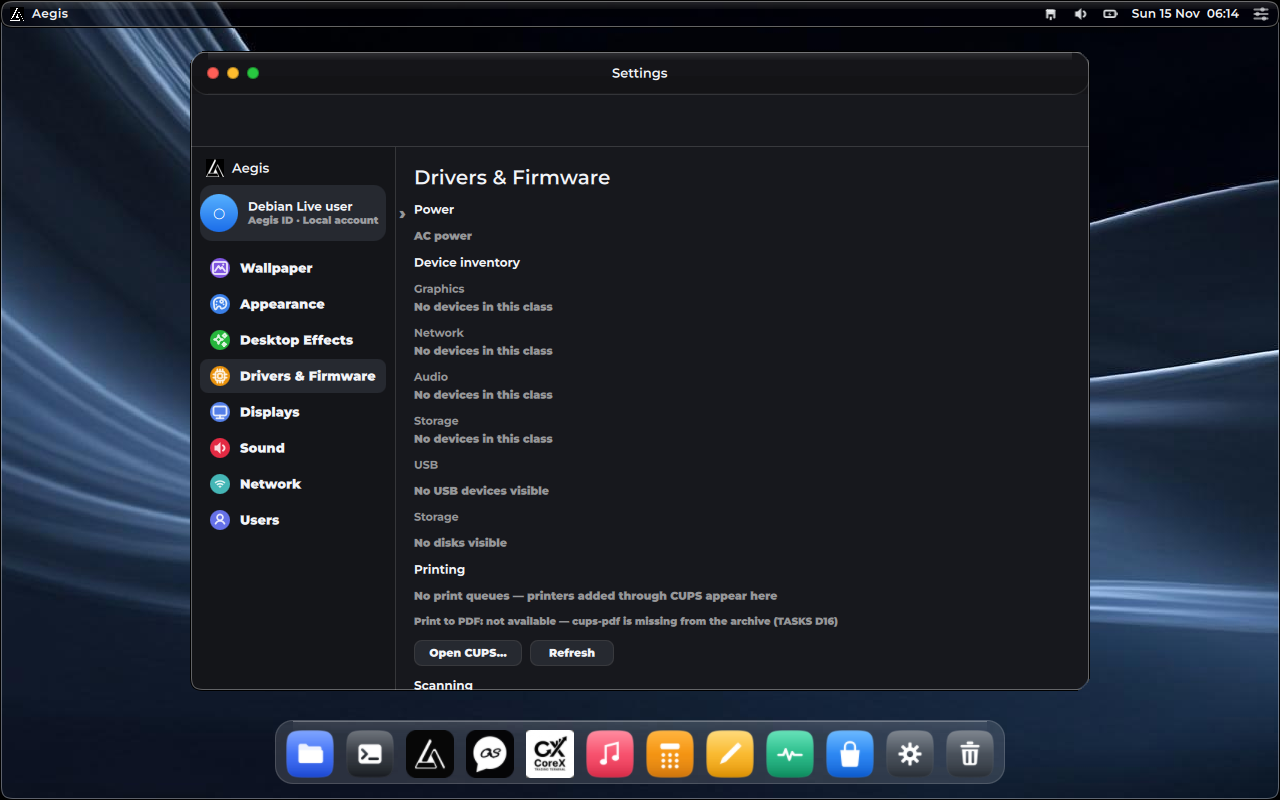 Aegis
Sun 15 Nov 06:14
Settings
Aegis
Debian Live user
Aegis ID • Local account
Wallpaper
Appearance
Desktop Effects
Drivers & Firmware
Displays
Sound
Network
Users
Drivers & Firmware
Power
AC power
Device inventory
Graphics
No devices in this class
Network
No devices in this class
Audio
No devices in this class
Storage
No devices in this class
USB
No USB devices visible
Storage
No disks visible
Printing
No print queues — printers added through CUPS appear here
Print to PDF: not available — cups-pdf is missing from the archive (TASKS D16)
Open CUPS...
Refresh
Scanning
as
CX
CoreX